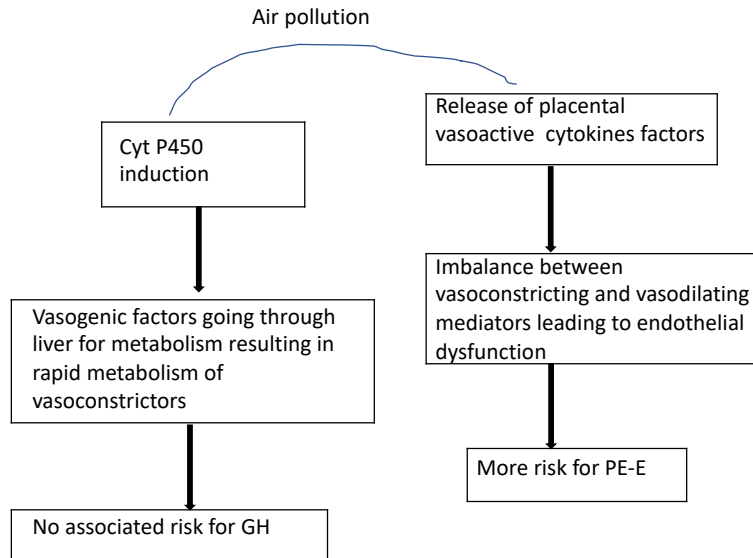 Air pollution
Cyt P450
induction
Release of placental
vasoactive cytokines factors
Vasogenic factors going through
liver for metabolism resulting in
rapid metabolism of
vasoconstrictors
Imbalance between
vasoconstricting and vasodilating
mediators leading to endothelial
dysfunction
No associated risk for GH
More risk for PE-E